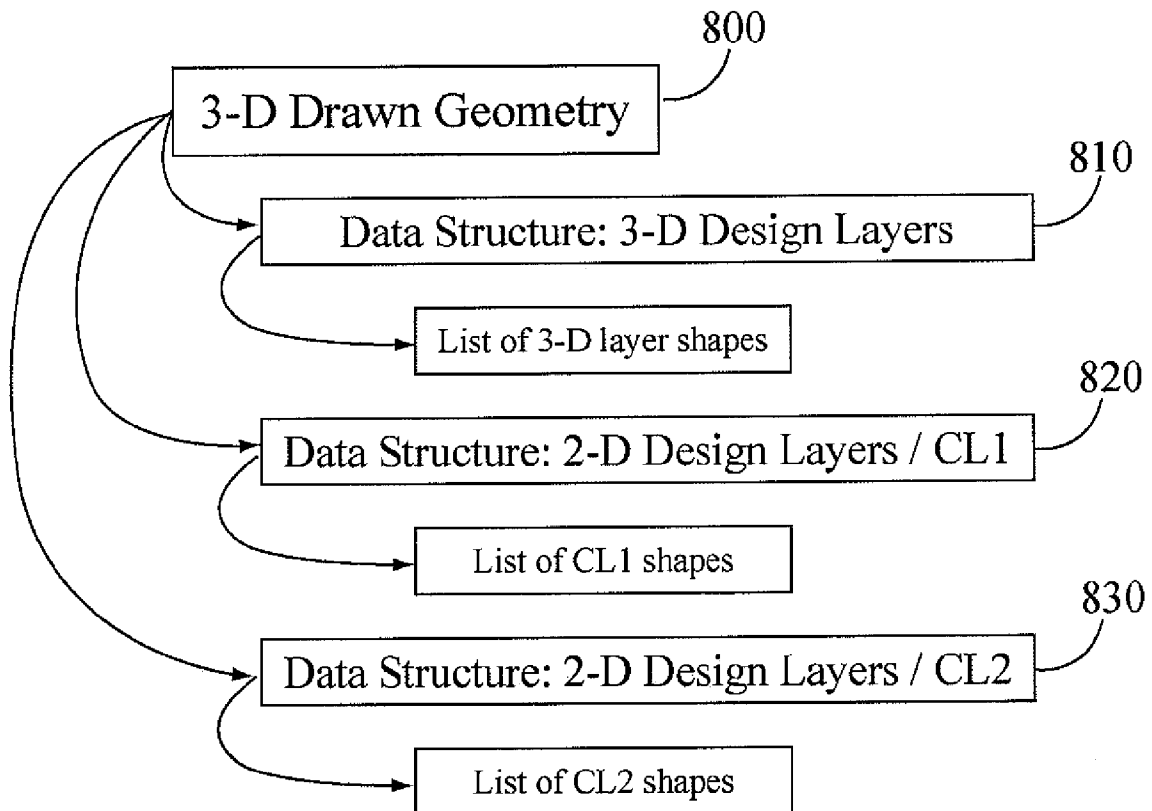 800
3-D Drawn Geometry
810
Data Structure: 3-D Design Layers
List of 3-D layer shapes
820
Data Structure: 2-D Design Layers / CL1
List of CL1 shapes
830
Data Structure: 2-D Design Layers / CL2
List of CL2 shapes